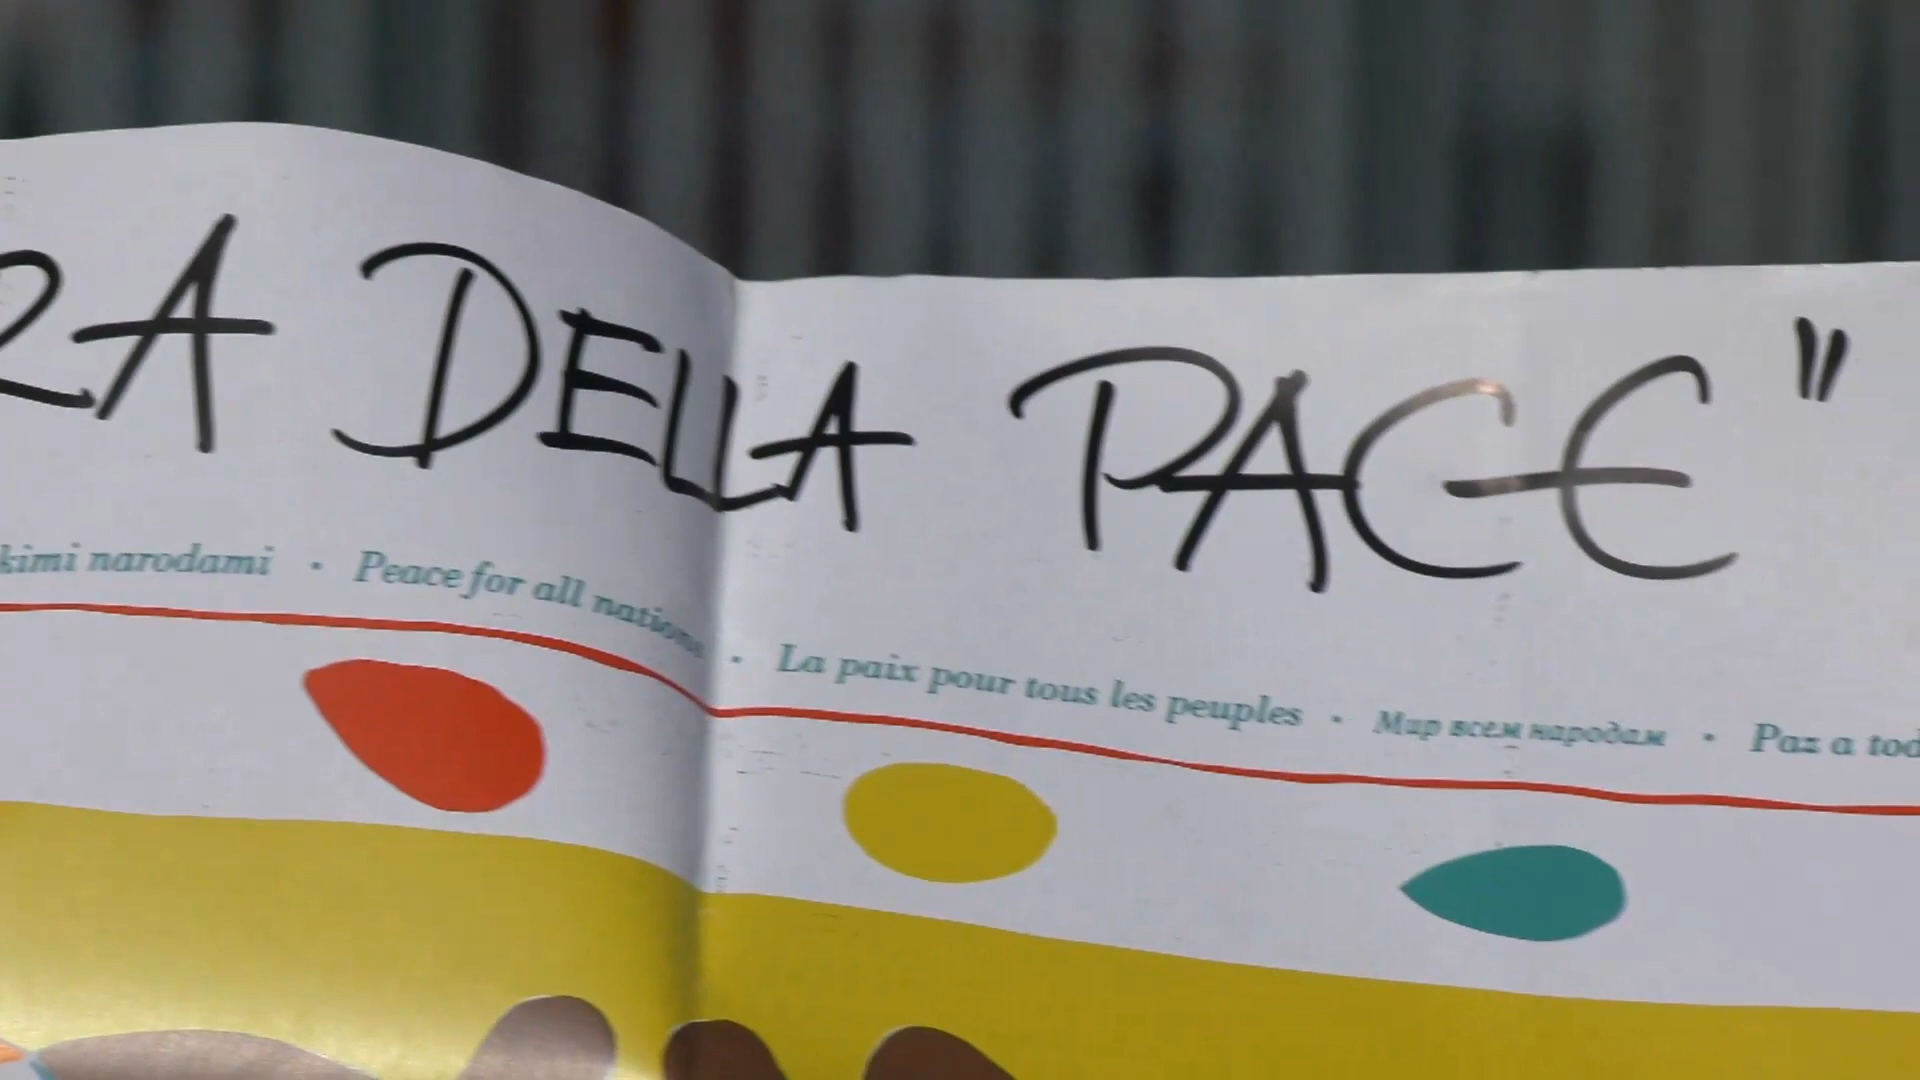 RA DELLA PACE"
kimi narodami • Peace for all nations • La paix pour tous les peuples • Мир всем народам • Paz a tod